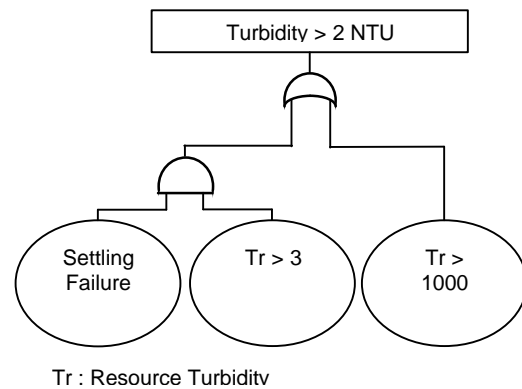 Turbidity > 2 NTU
Settling
Failure
Tr > 3
Tr >
1000
Tr : Resource Turbidity